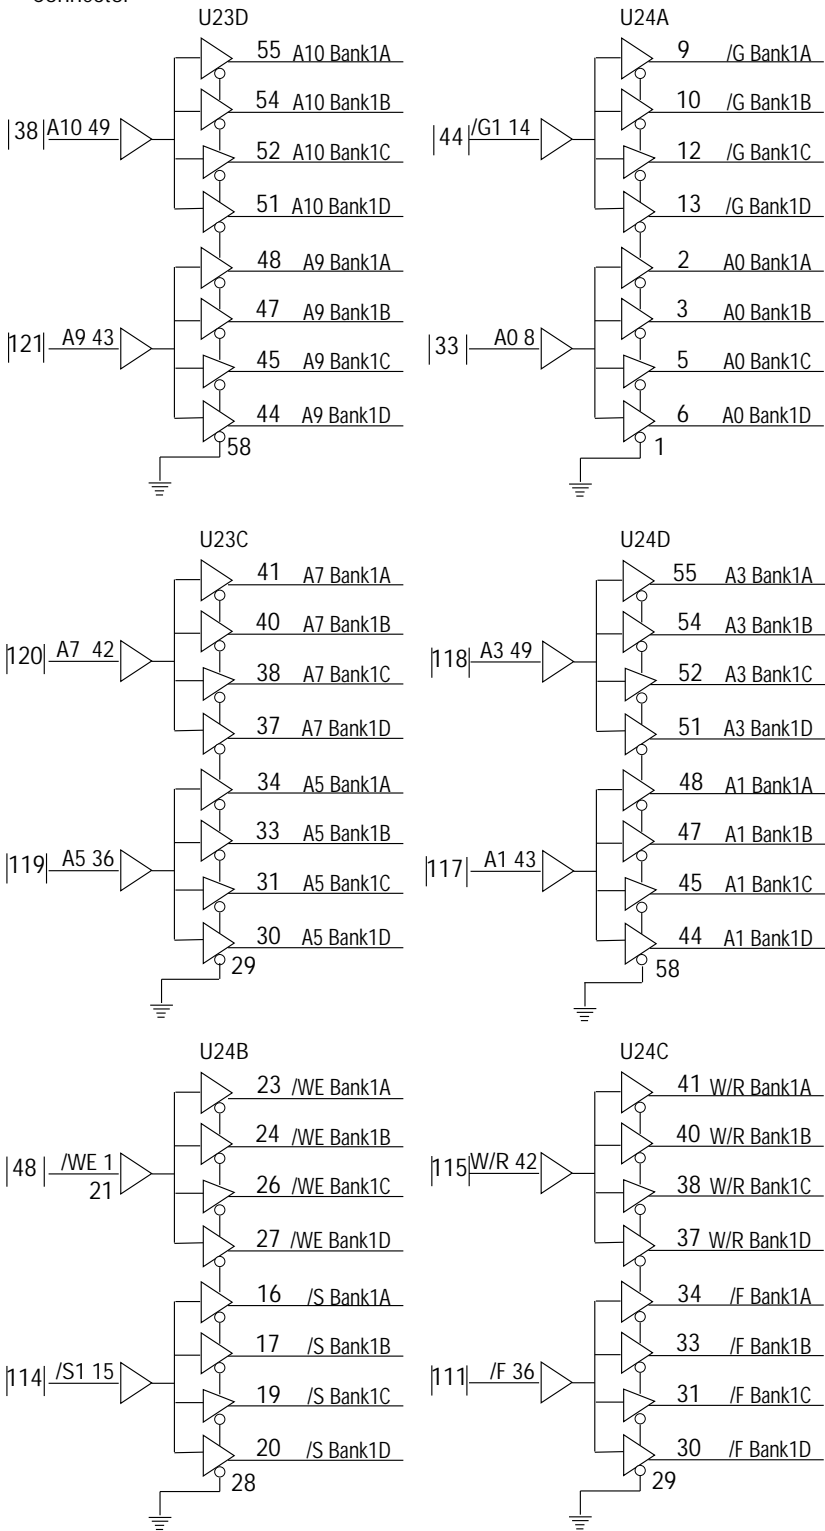 U23D
55 A10 Bank1A
54 A10 Bank1B
|38| A10 49
52 A10 Bank1C
51 A10 Bank1D
48 A9 Bank1A
47 A9 Bank1B
|121| A9 43
45 A9 Bank1C
44 A9 Bank1D
58
U24A
9 /G Bank1A
10 /G Bank1B
|44| /G1 14
12 /G Bank1C
13 /G Bank1D
2 A0 Bank1A
3 A0 Bank1B
|33| A0 8
5 A0 Bank1C
6 A0 Bank1D
1
U23C
41 A7 Bank1A
40 A7 Bank1B
|120| A7 42
38 A7 Bank1C
37 A7 Bank1D
34 A5 Bank1A
33 A5 Bank1B
|119| A5 36
31 A5 Bank1C
30 A5 Bank1D
29
U24D
55 A3 Bank1A
54 A3 Bank1B
|118| A3 49
52 A3 Bank1C
51 A3 Bank1D
48 A1 Bank1A
47 A1 Bank1B
|117| A1 43
45 A1 Bank1C
44 A1 Bank1D
58
U24B
23 /WE Bank1A
24 /WE Bank1B
|48| /WE 1
21
26 /WE Bank1C
27 /WE Bank1D
16 /S Bank1A
17 /S Bank1B
|114| /S1 15
19 /S Bank1C
20 /S Bank1D
28
U24C
41 W/R Bank1A
40 W/R Bank1B
|115| W/R 42
38 W/R Bank1C
37 W/R Bank1D
34 /F Bank1A
33 /F Bank1B
|111| /F 36
31 /F Bank1C
30 /F Bank1D
29